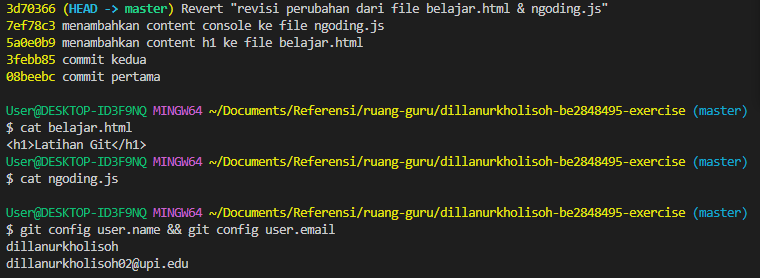 3d70366 (HEAD -> master) Revert "revisi perubahan dari file belajar.html & ngoding.js"
7ef78c3 menambahkan content console ke file ngoding.js
5a0e0b9 menambahkan content h1 ke file belajar.html
3febb85 commit kedua
08beebc commit pertama
User@DESKTOP-ID3F9NQ MINGW64 ~/Documents/Referensi/ruang-guru/dillanurkholisoh-be2848495-exercise (master)
$ cat belajar.html
<h1>Latihan Git</h1>
User@DESKTOP-ID3F9NQ MINGW64 ~/Documents/Referensi/ruang-guru/dillanurkholisoh-be2848495-exercise (master)
$ cat ngoding.js
User@DESKTOP-ID3F9NQ MINGW64 ~/Documents/Referensi/ruang-guru/dillanurkholisoh-be2848495-exercise (master)
$ git config user.name && git config user.email
dillanurkholisoh
dillanurkholisoh02@upi.edu